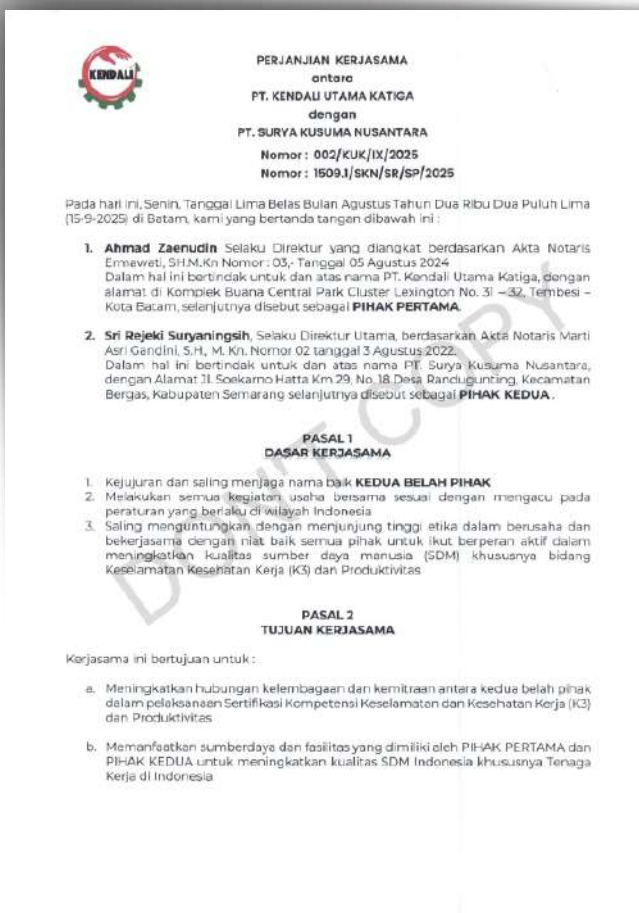 KENDALI
PERJANJIAN KERJASAMA
antara
PT. KENDALI UTAMA KATIGA
dengan
PT. SURYA KUSUMA NUSANTARA
Nomor : 002/KUK/IX/2025
Nomor : 1509.1/SKN/SR/SP/2025
Pada hari ini, Senin, Tanggal Lima Belas Bulan Agustus Tahun Dua Ribu Dua Puluh Lima
(15-9-2025) di Batam, kami yang bertanda tangan dibawah ini :
1. Ahmad Zaenudin Selaku Direktur yang diangkat berdasarkan Akta Notaris
Ermawati, SH.M.Kn Nomor : 03,- Tanggal 05 Agustus 2024
Dalam hal ini bertindak untuk dan atas nama PT. Kendali Utama Katiga, dengan
alamat di Komplek Buana Central Park Cluster Lexington No. 31 – 32, Tembesi –
Kota Batam, selanjutnya disebut sebagai PIHAK PERTAMA.
2. Sri Rejeki Suryaningsih, Selaku Direktur Utama, berdasarkan Akta Notaris Marti
Asri Gandini, S.H., M. Kn. Nomor 02 tanggal 3 Agustus 2022.
Dalam hal ini bertindak untuk dan atas nama PT. Surya Kusuma Nusantara,
dengan Alamat Jl. Soekarno Hatta Km 29, No. 18 Desa Randugunting, Kecamatan
Bergas, Kabupaten Semarang selanjutnya disebut sebagai PIHAK KEDUA .
PASAL 1
DASAR KERJASAMA
1. Kejujuran dan saling menjaga nama baik KEDUA BELAH PIHAK
2. Melakukan semua kegiatan usaha bersama sesuai dengan mengacu pada
peraturan yang berlaku di wilayah Indonesia
3. Saling menguntungkan dengan menjunjung tinggi etika dalam berusaha dan
bekerjasama dengan niat baik semua pihak untuk ikut berperan aktif dalam
meningkatkan kualitas sumber daya manusia (SDM) khususnya bidang
Keselamatan Kesehatan Kerja (K3) dan Produktivitas
DON'T COPY
PASAL 2
TUJUAN KERJASAMA
Kerjasama ini bertujuan untuk :
a. Meningkatkan hubungan kelembagaan dan kemitraan antara kedua belah pihak
dalam pelaksanaan Sertifikasi Kompetensi Keselamatan dan Kesehatan Kerja (K3)
dan Produktivitas
b. Memanfaatkan sumberdaya dan fasilitas yang dimiliki oleh PIHAK PERTAMA dan
PIHAK KEDUA untuk meningkatkan kualitas SDM Indonesia khususnya Tenaga
Kerja di Indonesia